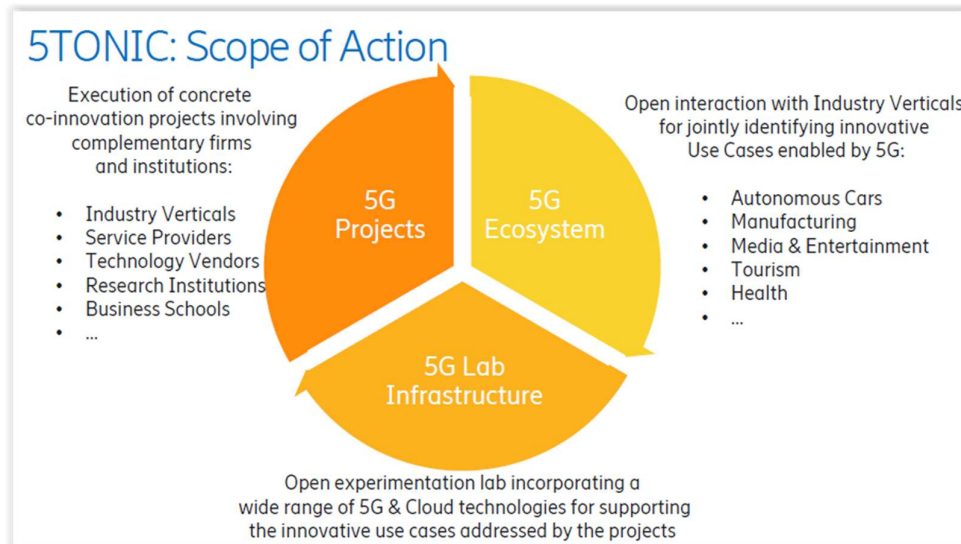 5TONIC: Scope of Action
Execution of concrete
co-innovation projects involving
complementary firms
and institutions:
• Industry Verticals
• Service Providers
• Technology Vendors
• Research Institutions
• Business Schools
• ...
5G
Projects
5G
Ecosystem
5G Lab
Infrastructure
Open interaction with Industry Verticals
for jointly identifying innovative
Use Cases enabled by 5G:
• Autonomous Cars
• Manufacturing
• Media & Entertainment
• Tourism
• Health
• ...
Open experimentation lab incorporating a
wide range of 5G & Cloud technologies for supporting
the innovative use cases addressed by the projects